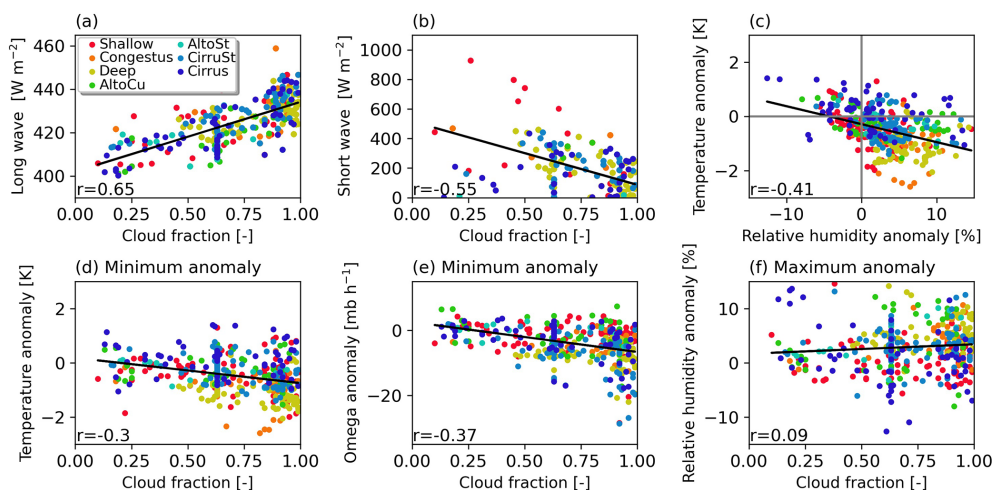 (a)
Long wave [W m−2]
460
440
420
400
Shallow
Congestus
Deep
AltoCu
AltoSt
CirruSt
Cirrus
r=0.65
0.00 0.25 0.50 0.75 1.00
Cloud fraction [-]
(b)
Short wave [W m−2]
1000
800
600
400
200
0
r=-0.55
0.00 0.25 0.50 0.75 1.00
Cloud fraction [-]
(c)
Temperature anomaly [K]
2
0
−2
r=-0.41
−10 0 10
Relative humidity anomaly [%]
(d) Minimum anomaly
Temperature anomaly [K]
2
0
−2
r=-0.3
0.00 0.25 0.50 0.75 1.00
Cloud fraction [-]
(e) Minimum anomaly
Omega anomaly [mb h−1]
0
−20
r=-0.37
0.00 0.25 0.50 0.75 1.00
Cloud fraction [-]
(f) Maximum anomaly
Relative humidity anomaly [%]
10
0
−10
r=0.09
0.00 0.25 0.50 0.75 1.00
Cloud fraction [-]